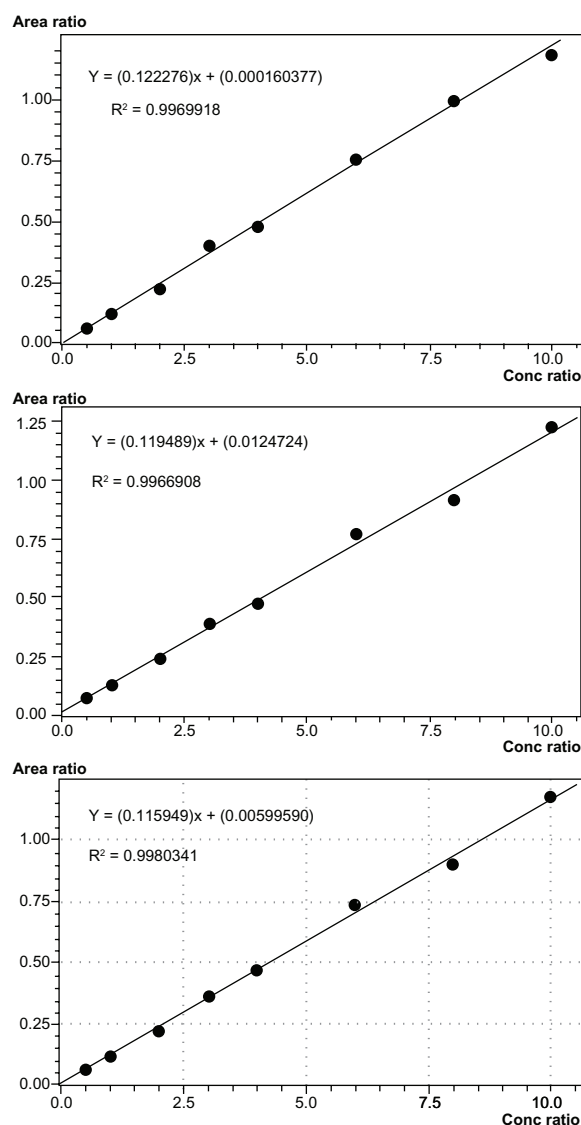 Area ratio
Y = (0.122276)x + (0.000160377)
R² = 0.9969918
1.00
0.75
0.50
0.25
0.00
0.0 2.5 5.0 7.5 10.0
Conc ratio
Area ratio
1.25
Y = (0.119489)x + (0.0124724)
1.00
R² = 0.9966908
0.75
0.50
0.25
0.00
0.0 2.5 5.0 7.5 10.0
Conc ratio
Area ratio
Y = (0.115949)x + (0.00599590)
1.00
R² = 0.9980341
0.75
0.50
0.25
0.00
0.0 2.5 5.0 7.5 10.0
Conc ratio